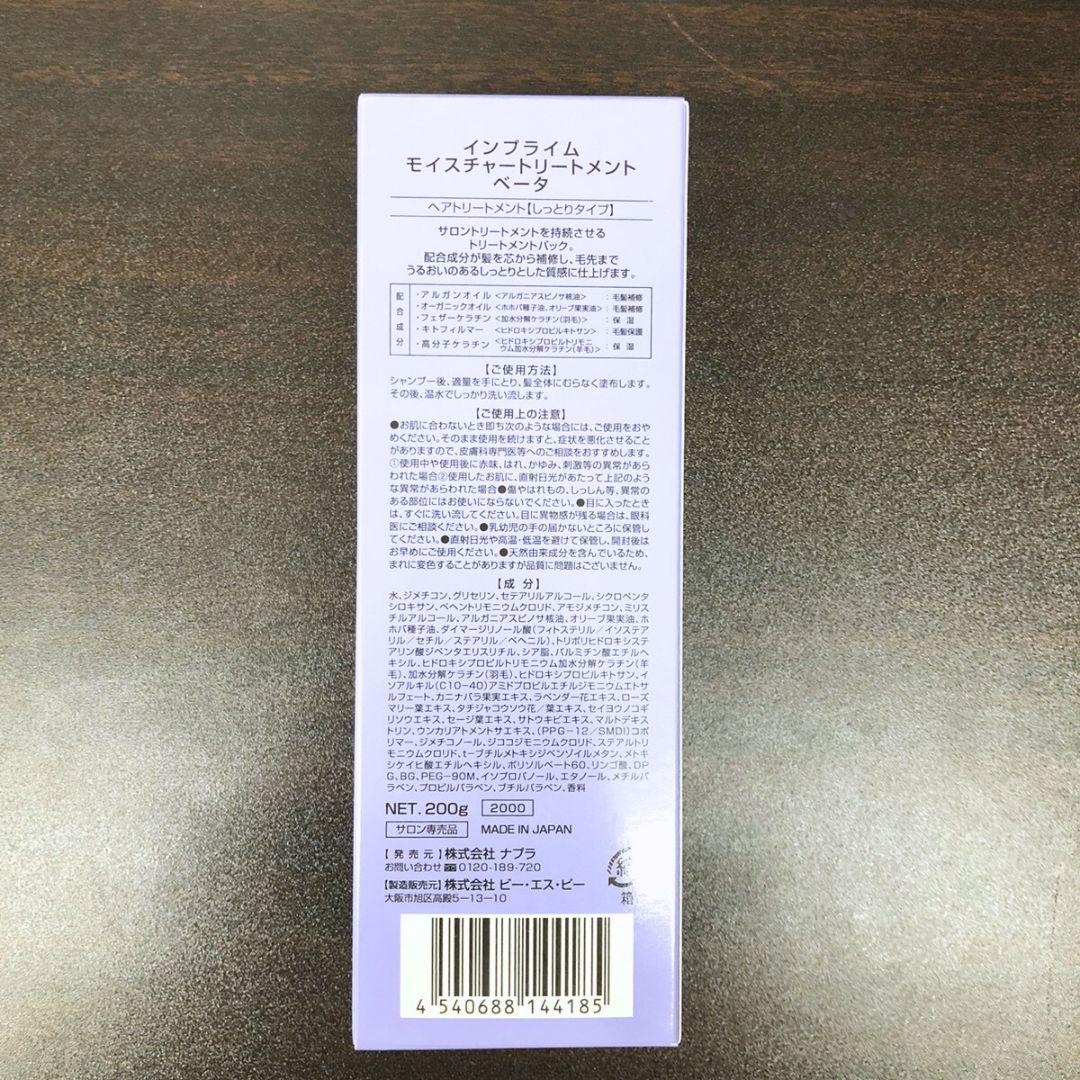 インプライム
モイスチャートリートメント
ベータ
ヘアトリートメント【しっとりタイプ】
サロントリートメントを持続させる
トリートメントパック。
配合成分が髪を芯から補修し、毛先まで
うるおいのあるしっとりとした質感に仕上げます。
配合成分
・アルガンオイル <アルガニアスピノサ核油> :毛髪補修
・オーガニックオイル <ホホバ種子油、オリーブ果実油> :毛髪補修
・フェザーケラチン <加水分解ケラチン(羽毛)> :保 湿
・キトフィルマー <ヒドロキシプロピルキトサン> :毛髪保護
・高分子ケラチン <ヒドロキシプロピルトリモニ
ウム加水分解ケラチン(羊毛)> :保 湿
【ご使用方法】
シャンプー後、適量を手にとり、髪全体にむらなく塗布します。
その後、温水でしっかり洗い流します。
【ご使用上の注意】
●お肌に合わないとき即ち次のような場合には、ご使用をおや
めください。そのまま使用を続けますと、症状を悪化させること
がありますので、皮膚科専門医等へのご相談をおすすめします。
①使用中や使用後に赤味、はれ、かゆみ、刺激等の異常があら
われた場合②使用したお肌に、直射日光があたって上記のよう
な異常があらわれた場合●傷やはれもの、しっしん等、異常の
ある部位にはお使いにならないでください。●目に入ったとき
は、すぐに洗い流してください。目に異物感が残る場合は、眼科
医にご相談ください。●乳幼児の手の届かないところに保管し
てください。●直射日光や高温・低温を避けて保管し、開封後は
お早めにご使用ください。●天然由来成分を含んでいるため、
まれに変色することがありますが品質に問題はございません。
【成 分】
水、ジメチコン、グリセリン、セテアリルアルコール、シクロペンタ
シロキサン、ベヘントリモニウムクロリド、アモジメチコン、ミリス
チルアルコール、アルガニアスピノサ核油、オリーブ果実油、ホ
ホバ種子油、ダイマージリノール酸(フィトステリル/イソステア
リル/セチル/ステアリル/ベヘニル)、トリポリヒドロキシステ
アリン酸ジペンタエリスリチル、シア脂、パルミチン酸エチルヘ
キシル、ヒドロキシプロピルトリモニウム加水分解ケラチン(羊
毛)、加水分解ケラチン(羽毛)、ヒドロキシプロピルキトサン、イ
ソアルキル(C10-40)アミドプロピルエチルジモニウムエトサ
ルフェート、カニナバラ果実エキス、ラベンダー花エキス、ローズ
マリー葉エキス、タチジャコウソウ花/葉エキス、セイヨウノコギ
リソウエキス、セージ葉エキス、サトウキビエキス、マルトデキス
トリン、ウンカリアトメントサエキス、(PPG-12/SMDI)コポ
リマー、ジメチコノール、ジココジモニウムクロリド、ステアルトリ
モニウムクロリド、t-ブチルメトキシジベンゾイルメタン、メトキ
シケイヒ酸エチルヘキシル、ポリソルベート60、リンゴ酸、DP
G、BG、PEG-90M、イソプロパノール、エタノール、メチルパ
ラベン、プロピルパラベン、ブチルパラベン、香料
NET.200g 2000
サロン専売品 MADE IN JAPAN
【発 売 元】株式会社 ナプラ
お問い合わせ☎0120-189-720
【製造販売元】株式会社 ビー・エス・ピー
大阪市旭区高殿5-13-10
紙
箱
4 540688 144185